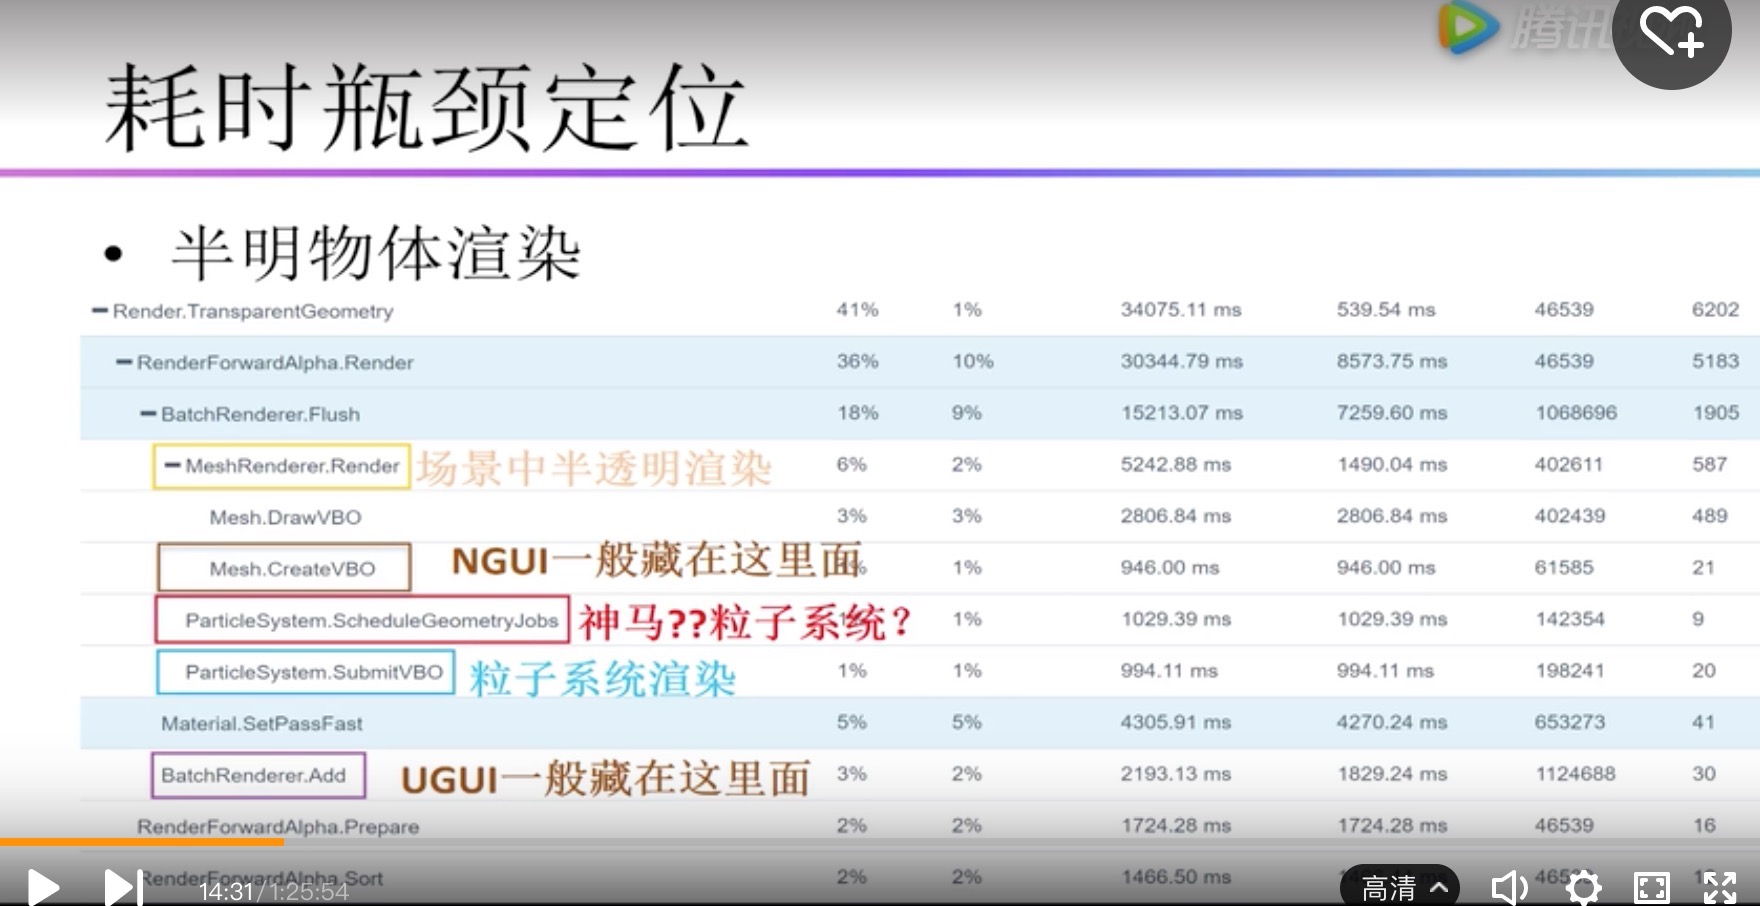 腾讯
耗时瓶颈定位
• 半明物体渲染
Render.TransparentGeometry 41% 1% 34075.11 ms 539.54 ms 46539 6202
RenderForwardAlpha.Render 36% 10% 30344.79 ms 8573.75 ms 46539 5183
BatchRenderer.Flush 18% 9% 15213.07 ms 7259.60 ms 1068696 1905
MeshRenderer.Render 场景中半透明渲染 6% 2% 5242.88 ms 1490.04 ms 402611 587
Mesh.DrawVBO 3% 3% 2806.84 ms 2806.84 ms 402439 489
Mesh.CreateVBO NGUI一般藏在这里面 1% 946.00 ms 946.00 ms 61585 21
ParticleSystem.ScheduleGeometryJobs 神马??粒子系统? 1% 1029.39 ms 1029.39 ms 142354 9
ParticleSystem.SubmitVBO 粒子系统渲染 1% 1% 994.11 ms 994.11 ms 198241 20
Material.SetPassFast 5% 5% 4305.91 ms 4270.24 ms 653273 41
BatchRenderer.Add UGUI一般藏在这里面 3% 2% 2193.13 ms 1829.24 ms 1124688 30
RenderForwardAlpha.Prepare 2% 2% 1724.28 ms 1724.28 ms 46539 16
RenderForwardAlpha.Sort 2% 2% 1466.50 ms
14:31/1:25:54 高清